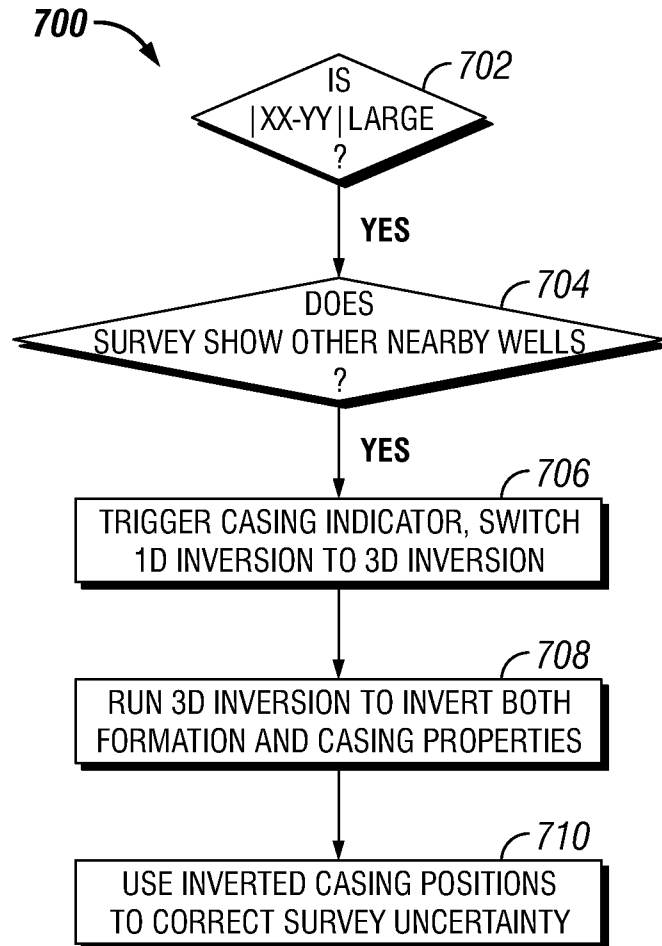 700
702
IS
|XX-YY| LARGE
?
YES
704
DOES
SURVEY SHOW OTHER NEARBY WELLS
?
YES
706
TRIGGER CASING INDICATOR, SWITCH
1D INVERSION TO 3D INVERSION
708
RUN 3D INVERSION TO INVERT BOTH
FORMATION AND CASING PROPERTIES
710
USE INVERTED CASING POSITIONS
TO CORRECT SURVEY UNCERTAINTY